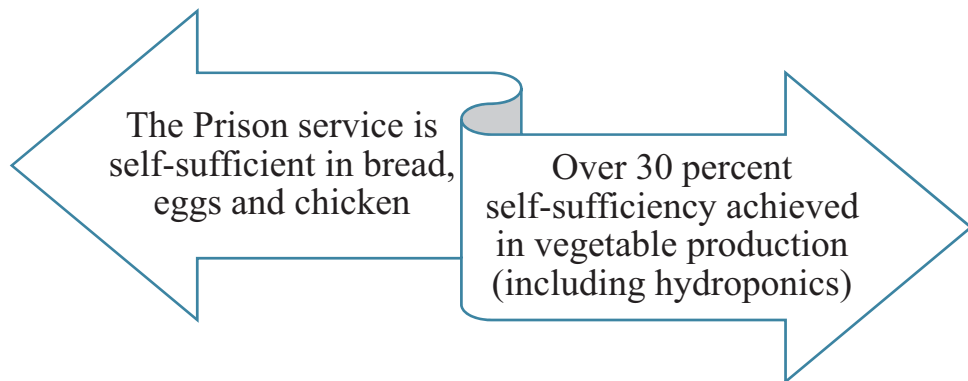 The Prison service is
self-sufficient in bread,
eggs and chicken
Over 30 percent
self-sufficiency achieved
in vegetable production
(including hydroponics)